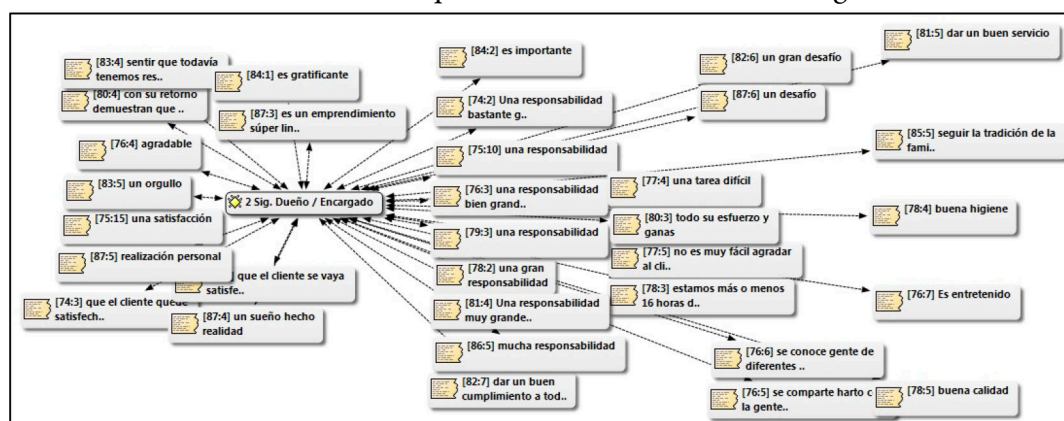 [83:4] sentir que todavía
tenemos res..
[84:1] es gratificante
[80:4] con su retorno
demuestran que ..
[87:3] es un emprendimiento
súper lin..
[76:4] agradable
[83:5] un orgullo
2 Sig. Dueño / Encargado
[75:15] una satisfacción
[87:5] realización personal
que el cliente se vaya
satisfe..
[74:3] que el cliente quede
satisfech..
[87:4] un sueño hecho
realidad
[84:2] es importante
[74:2] Una responsabilidad
bastante g..
[75:10] una responsabilidad
[76:3] una responsabilidad
bien grand..
[79:3] una responsabilidad
[78:2] una gran
responsabilidad
[81:4] Una responsabilidad
muy grande..
[86:5] mucha responsabilidad
[82:7] dar un buen
cumplimiento a tod..
[77:4] una tarea difícil
[80:3] todo su esfuerzo y
ganas
[77:5] no es muy fácil agradar
al cli..
[78:3] estamos más o menos
16 horas d..
[82:6] un gran desafío
[87:6] un desafío
[76:6] se conoce gente de
diferentes ..
[76:5] se comparte harto c
la gente..
[81:5] dar un buen servicio
[85:5] seguir la tradición de la
fami..
[78:4] buena higiene
[76:7] Es entretenido
[78:5] buena calidad